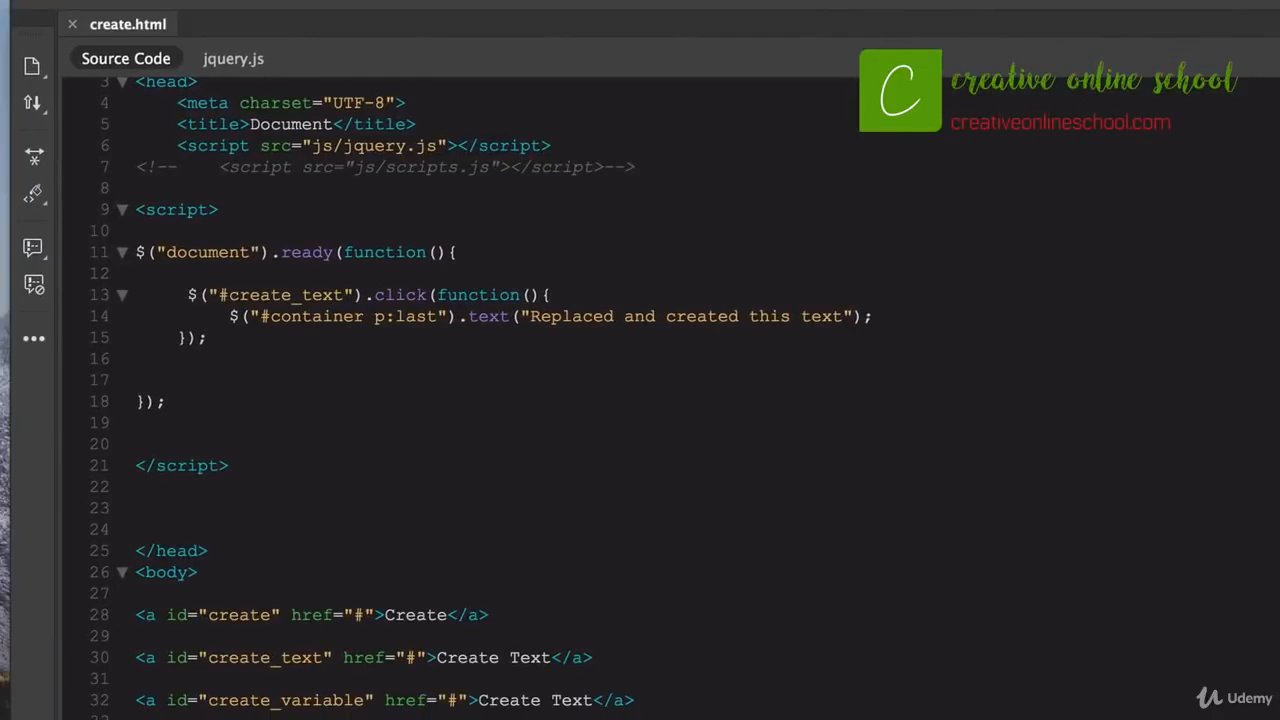 create.html
Source Code jquery.js
C creative online school
creativeonlineschool.com
3 <head>
4 <meta charset="UTF-8">
5 <title>Document</title>
6 <script src="js/jquery.js"></script>
7 <!-- <script src="js/scripts.js"></script>-->
8
9 <script>
10
11 $("document").ready(function(){
12
13 $("#create_text").click(function(){
14 $("#container p:last").text("Replaced and created this text");
15 });
16
17
18 });
19
20
21 </script>
22
23
24
25 </head>
26 <body>
27
28 <a id="create" href="#">Create</a>
29
30 <a id="create_text" href="#">Create Text</a>
31
32 <a id="create_variable" href="#">Create Text</a>
33
Udemy